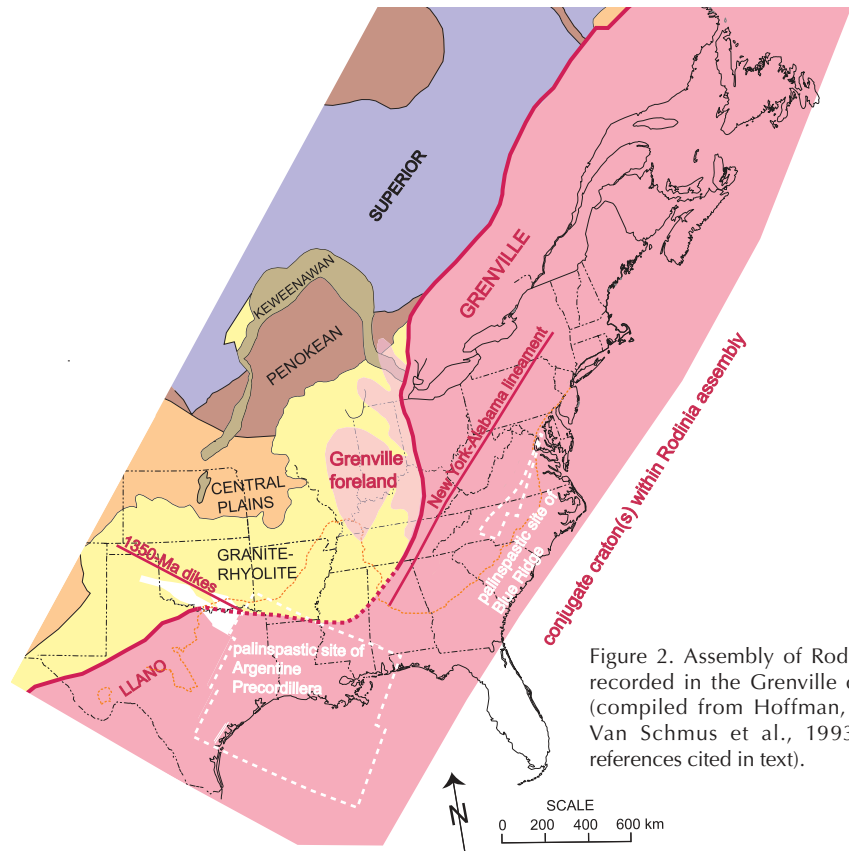 SUPERIOR
GRENVILLE
KEWEENAWAN
PENOKEAN
New York-Alabama lineament
conjugate craton(s) within Rodinia assembly
Grenville
foreland
CENTRAL
PLAINS
palinspastic site of
Blue Ridge
GRANITE-
RHYOLITE
1350-Ma dikes
LLANO
palinspastic site of
Argentine
Precordillera
Figure 2. Assembly of Rod
recorded in the Grenville
(compiled from Hoffman,
Van Schmus et al., 1993
references cited in text).
N
SCALE
0 200 400 600 km